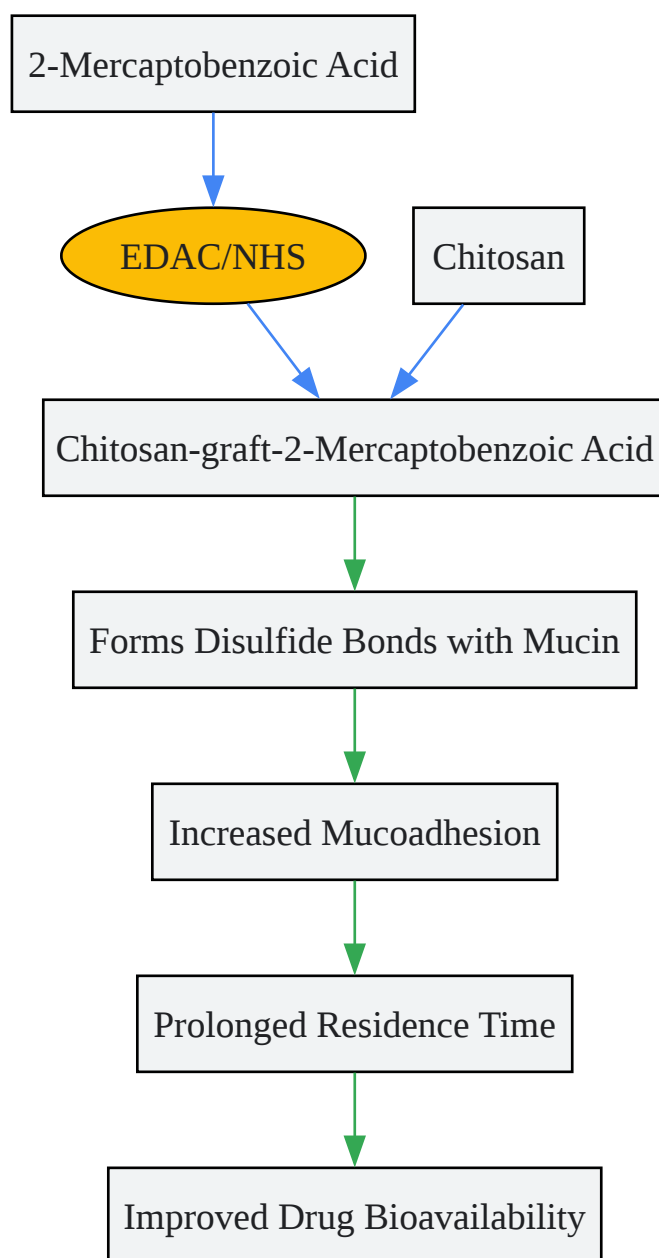 2-Mercaptobenzoic Acid
EDAC/NHS
Chitosan
Chitosan-graft-2-Mercaptobenzoic Acid
Forms Disulfide Bonds with Mucin
Increased Mucoadhesion
Prolonged Residence Time
Improved Drug Bioavailability